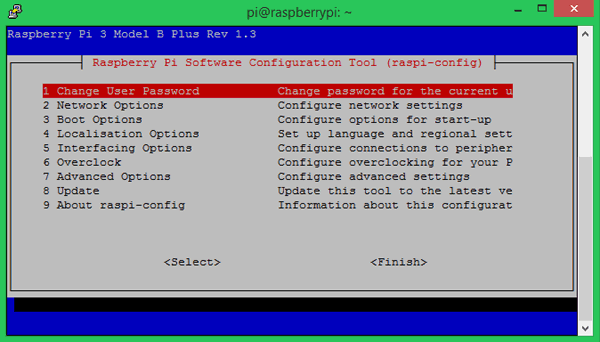 pi@raspberrypi: ~
Raspberry Pi 3 Model B Plus Rev 1.3
Raspberry Pi Software Configuration Tool (raspi-config)
1 Change User Password Change password for the current u
2 Network Options Configure network settings
3 Boot Options Configure options for start-up
4 Localisation Options Set up language and regional sett
5 Interfacing Options Configure connections to peripher
6 Overclock Configure overclocking for your P
7 Advanced Options Configure advanced settings
8 Update Update this tool to the latest ve
9 About raspi-config Information about this configurat
<Select> <Finish>